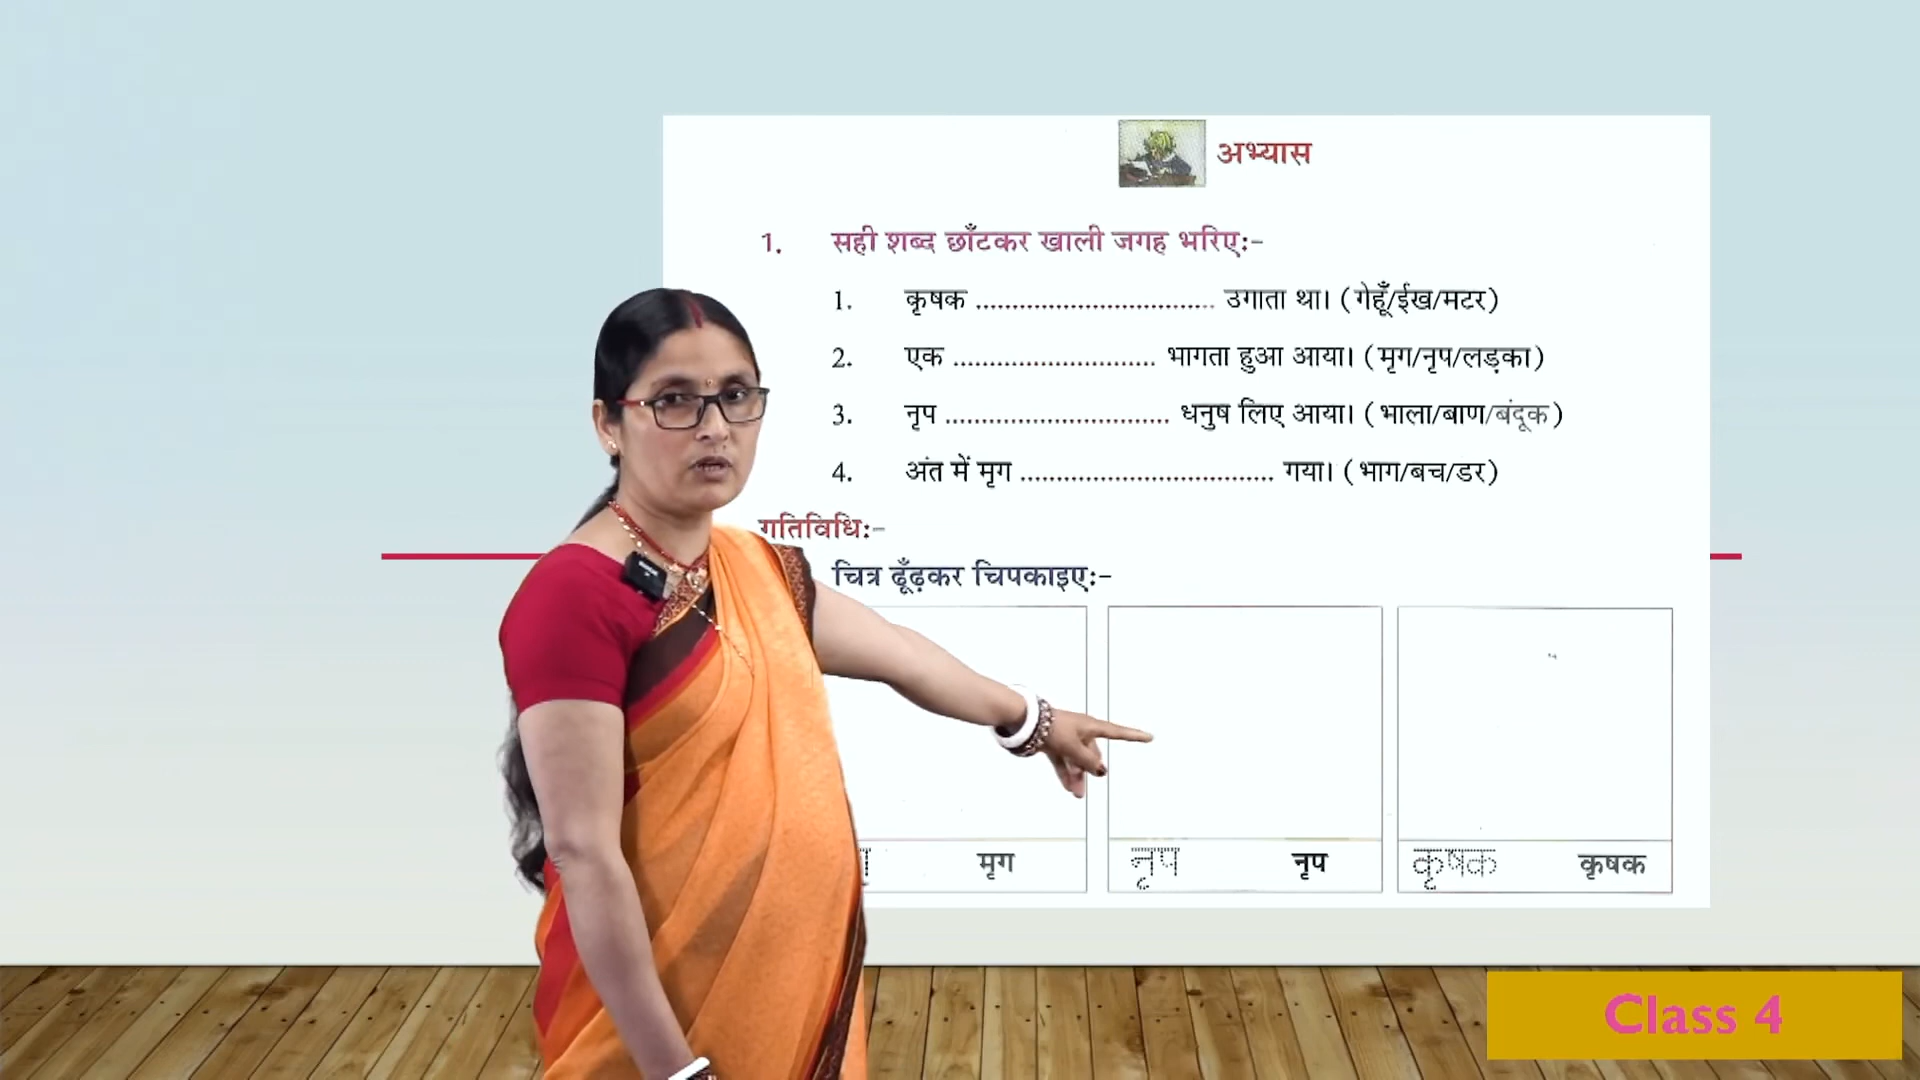 अभ्यास
1. सही शब्द छाँटकर खाली जगह भरिए:-
1. कृषक ................................. उगाता था। (गेहूँ/ईख/मटर)
2. एक ............................ भागता हुआ आया। (मृग/नृप/लड़का)
3. नृप ............................... धनुष लिए आया। (भाला/बाण/बंदूक)
4. अंत में मृग ................................... गया। (भाग/बच/डर)
गतिविधि:-
चित्र ढूँढ़कर चिपकाइए:-
मृग नृप नृप कृषक कृषक
Class 4